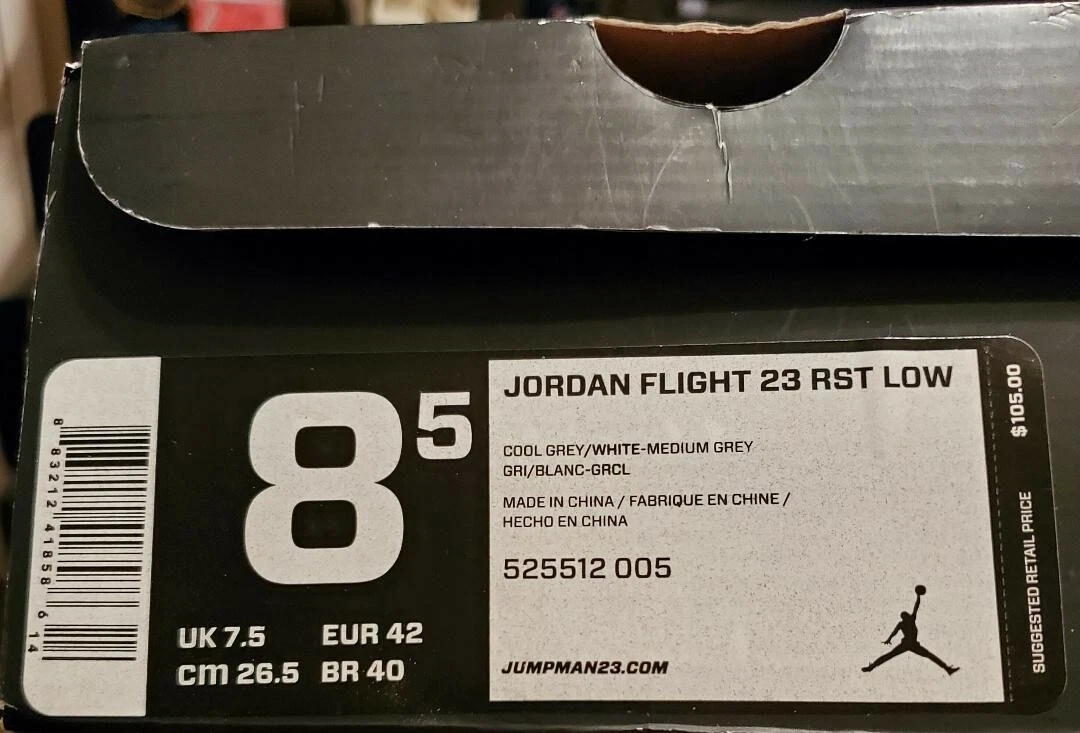 8 83212 41858 6 14
8 5
UK 7.5 EUR 42
cm 26.5 BR 40
JORDAN FLIGHT 23 RST LOW
COOL GREY/WHITE-MEDIUM GREY
GRI/BLANC-GRCL
MADE IN CHINA / FABRIQUE EN CHINE /
HECHO EN CHINA
525512 005
JUMPMAN23.COM
SUGGESTED RETAIL PRICE $105.00